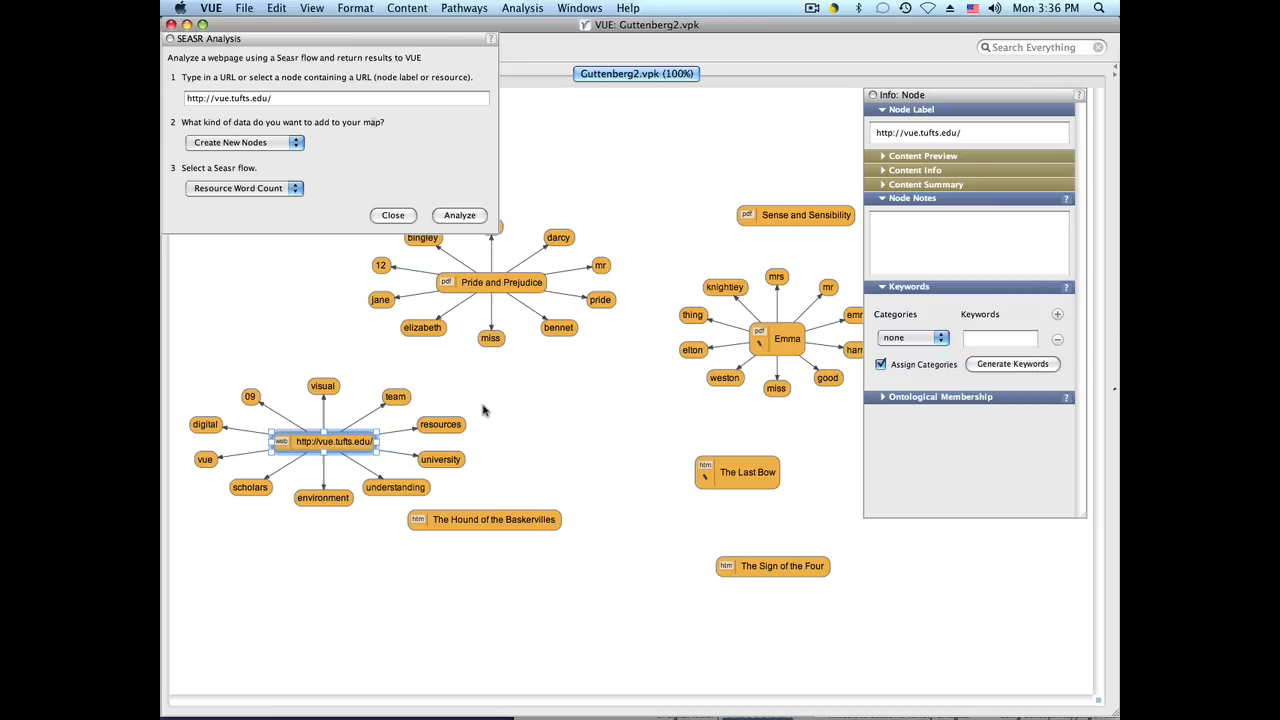 VUE File Edit View Format Content Pathways Analysis Windows Help Mon 3:36 PM
VUE: Guttenberg2.vpk
SEASR Analysis ?
Search Everything
Analyze a webpage using a Seasr flow and return results to VUE
1 Type in a URL or select a node containing a URL (node label or resource).
http://vue.tufts.edu/
2 What kind of data do you want to add to your map?
Create New Nodes
3 Select a Seasr flow.
Resource Word Count
Close Analyze
Guttenberg2.vpk (100%)
Info: Node ?
Node Label
http://vue.tufts.edu/
Content Preview
Content Info
Content Summary
Node Notes ?
Keywords ?
Categories Keywords
none
Assign Categories Generate Keywords
Ontological Membership ?
bingley
darcy
12
mr
pdf Pride and Prejudice
jane
pride
elizabeth
bennet
miss
pdf Sense and Sensibility
mrs
knightley
mr
thing
pdf Emma
elton
weston
good
miss
visual
09
team
digital
resources
web http://vue.tufts.edu/
vue
university
scholars
understanding
environment
htm The Last Bow
htm The Hound of the Baskervilles
htm The Sign of the Four